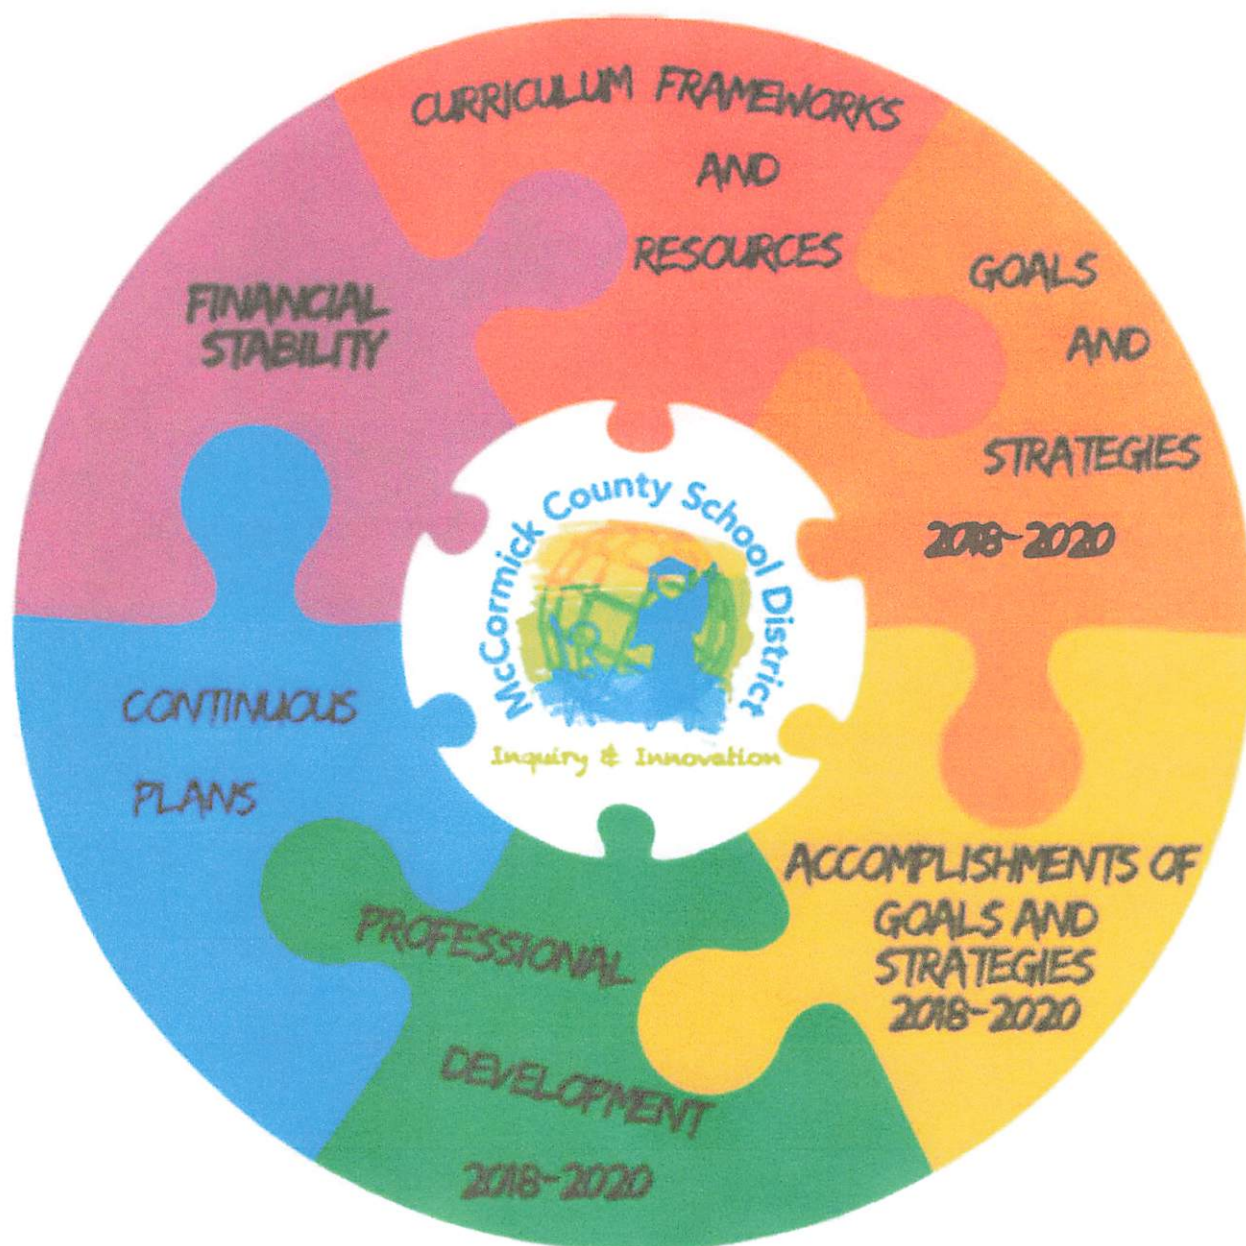 CURRICULUM FRAMEWORKS
AND
RESOURCES
GOALS
AND
STRATEGIES
2018-2020
ACCOMPLISHMENTS OF
GOALS AND
STRATEGIES
2018-2020
PROFESSIONAL
DEVELOPMENT
2018-2020
CONTINUOUS
PLANS
FINANCIAL
STABILITY
McCormick County School District
Inquiry & Innovation